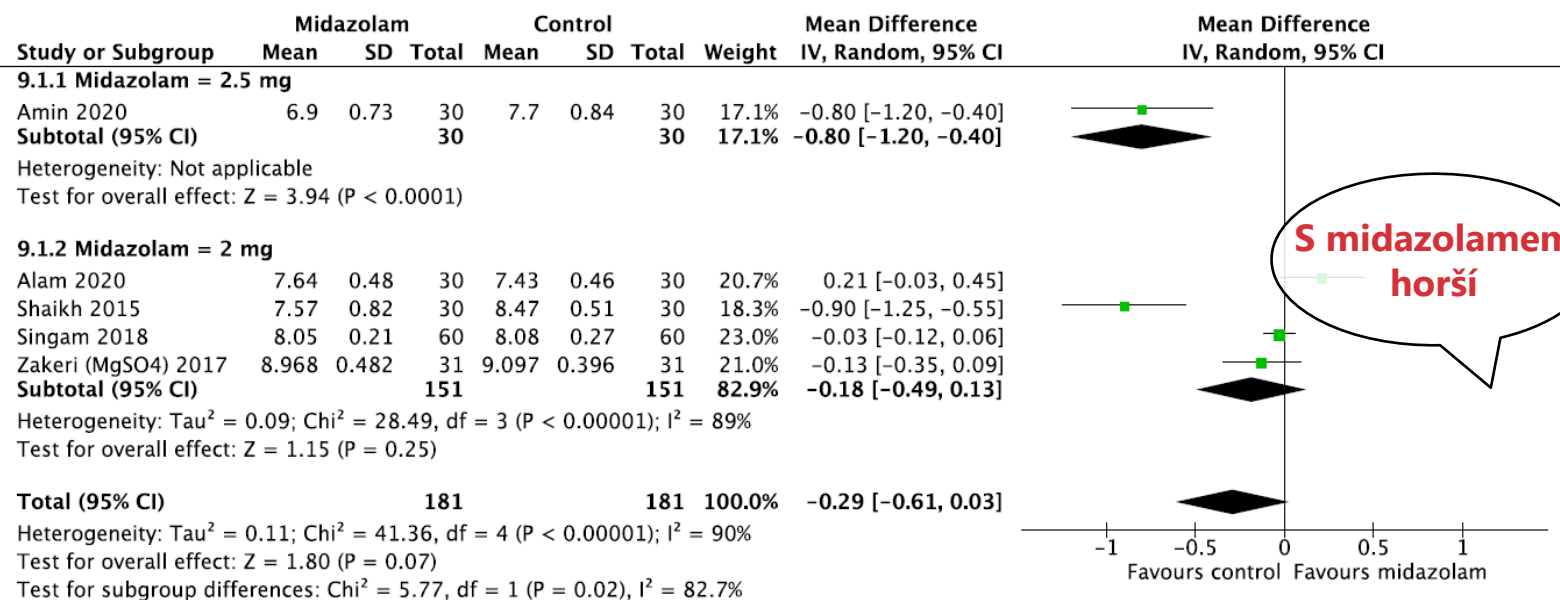 Midazolam Control Mean Difference Mean Difference
Study or Subgroup Mean SD Total Mean SD Total Weight IV, Random, 95% CI IV, Random, 95% CI
9.1.1 Midazolam = 2.5 mg
Amin 2020 6.9 0.73 30 7.7 0.84 30 17.1% −0.80 [−1.20, −0.40]
Subtotal (95% CI) 30 30 17.1% −0.80 [−1.20, −0.40]
Heterogeneity: Not applicable
Test for overall effect: Z = 3.94 (P < 0.0001)
9.1.2 Midazolam = 2 mg
Alam 2020 7.64 0.48 30 7.43 0.46 30 20.7% 0.21 [−0.03, 0.45]
Shaikh 2015 7.57 0.82 30 8.47 0.51 30 18.3% −0.90 [−1.25, −0.55]
Singam 2018 8.05 0.21 60 8.08 0.27 60 23.0% −0.03 [−0.12, 0.06]
Zakeri (MgSO4) 2017 8.968 0.482 31 9.097 0.396 31 21.0% −0.13 [−0.35, 0.09]
Subtotal (95% CI) 151 151 82.9% −0.18 [−0.49, 0.13]
Heterogeneity: Tau² = 0.09; Chi² = 28.49, df = 3 (P < 0.00001); I² = 89%
Test for overall effect: Z = 1.15 (P = 0.25)
Total (95% CI) 181 181 100.0% −0.29 [−0.61, 0.03]
Heterogeneity: Tau² = 0.11; Chi² = 41.36, df = 4 (P < 0.00001); I² = 90%
Test for overall effect: Z = 1.80 (P = 0.07)
Test for subgroup differences: Chi² = 5.77, df = 1 (P = 0.02), I² = 82.7%
S midazolamem
horší
−1 −0.5 0 0.5 1
Favours control Favours midazolam